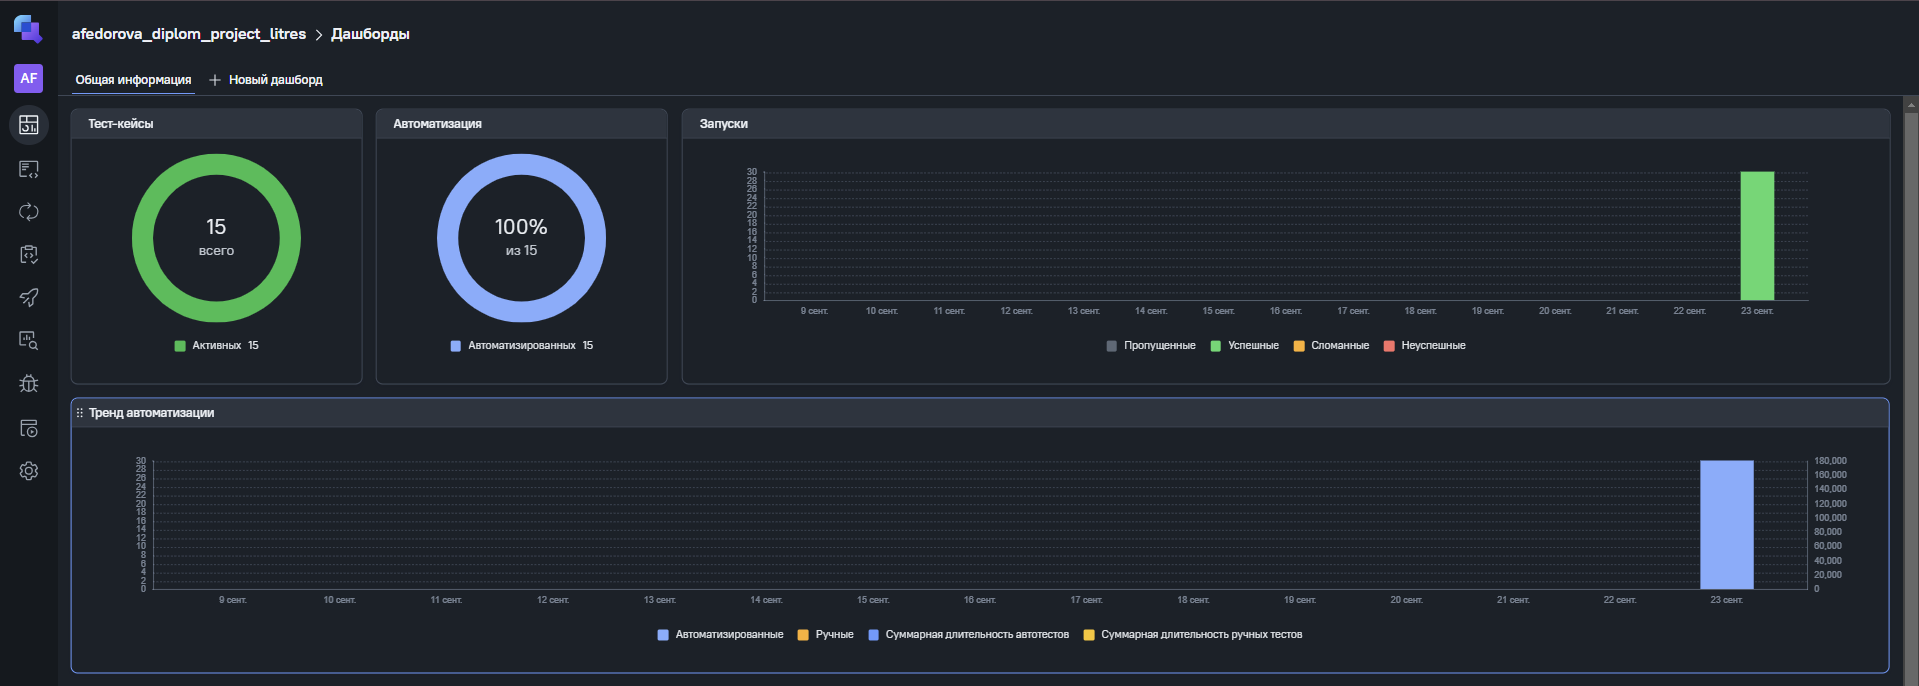 afedorova_diplom_project_litres > Дашборды
AF
Общая информация + Новый дашборд
Тест-кейсы
15
всего
Активных 15
Автоматизация
100%
из 15
Автоматизированных 15
Запуски
30
28
26
24
22
20
18
16
14
12
10
8
6
4
2
0
9 сент. 10 сент. 11 сент. 12 сент. 13 сент. 14 сент. 15 сент. 16 сент. 17 сент. 18 сент. 19 сент. 20 сент. 21 сент. 22 сент. 23 сент.
Пропущенные Успешные Сломанные Неуспешные
Тренд автоматизации
30
28
26
24
22
20
18
16
14
12
10
8
6
4
2
0
180,000
160,000
140,000
120,000
100,000
80,000
60,000
40,000
20,000
0
9 сент. 10 сент. 11 сент. 12 сент. 13 сент. 14 сент. 15 сент. 16 сент. 17 сент. 18 сент. 19 сент. 20 сент. 21 сент. 22 сент. 23 сент.
Автоматизированные Ручные Суммарная длительность автотестов Суммарная длительность ручных тестов